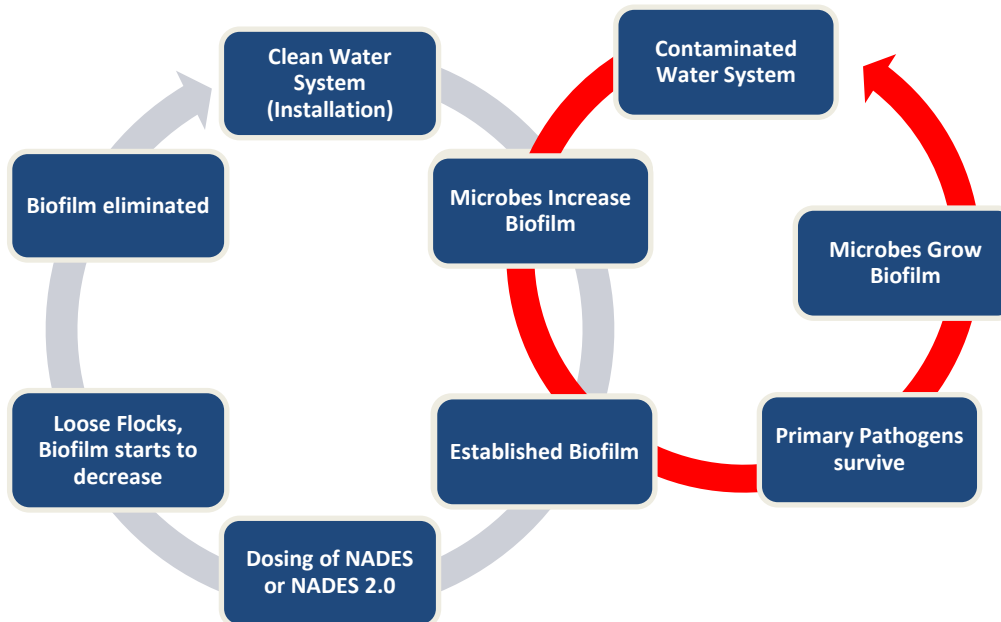 Clean Water
System
(Installation)
Contaminated
Water System
Biofilm eliminated
Microbes Increase
Biofilm
Microbes Grow
Biofilm
Loose Flocks,
Biofilm starts to
decrease
Established Biofilm
Primary Pathogens
survive
Dosing of NADES
or NADES 2.0